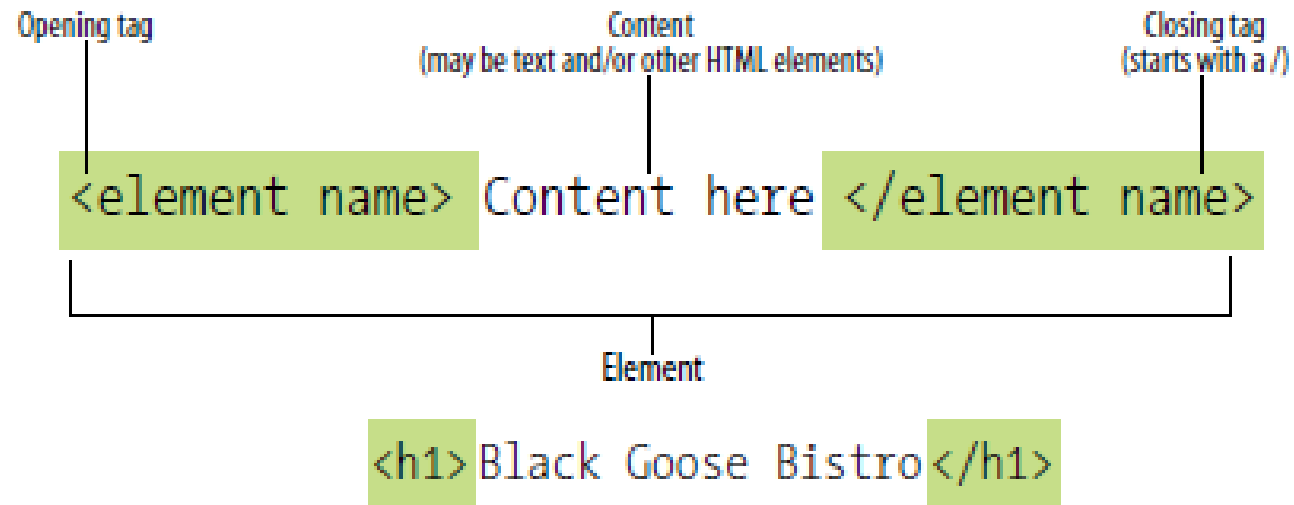 Opening tag
Content
(may be text and/or other HTML elements)
Closing tag
(starts with a /)
<element name> Content here </element name>
Element
<h1>Black Goose Bistro</h1>